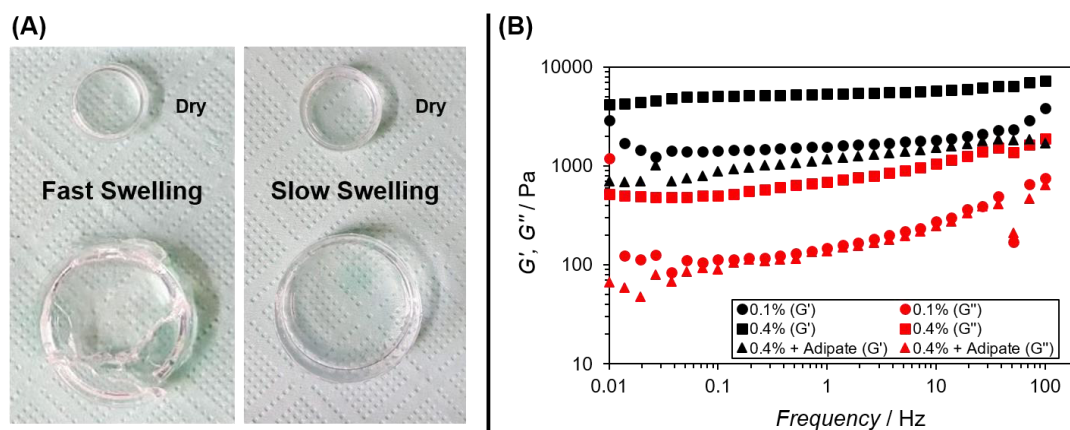 (A)
Dry
Dry
Fast Swelling
Slow Swelling
(B)
G', G'' / Pa
10000
1000
100
10
0.1% (G') 0.1% (G'')
0.4% (G') 0.4% (G'')
0.4% + Adipate (G') 0.4% + Adipate (G'')
0.01 0.1 1 10 100
Frequency / Hz